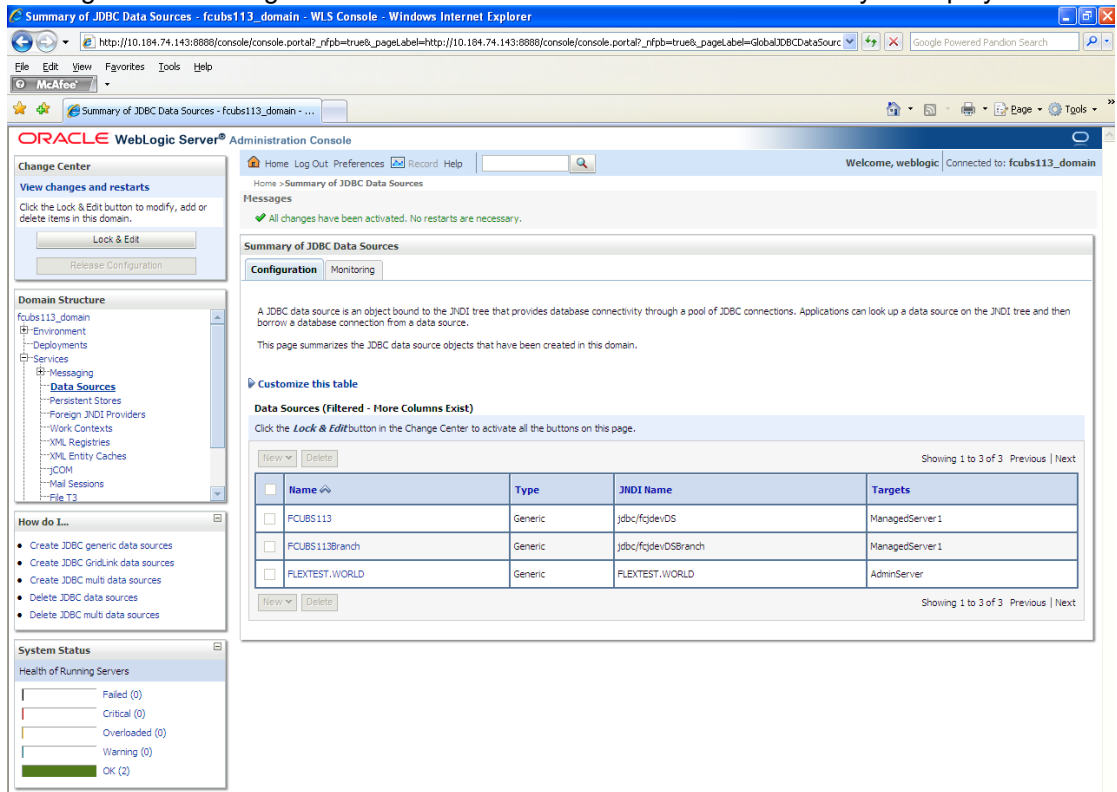 Summary of JDBC Data Sources - fcubs113_domain - WLS Console - Windows Internet Explorer
http://10.184.74.143:8888/console/console.portal?_nfpb=true&_pageLabel=http://10.184.74.143:8888/console/console.portal?_nfpb=true&_pageLabel=GlobalJDBCDataSourc
Google Powered Pandion Search
File Edit View Favorites Tools Help
McAfee
Summary of JDBC Data Sources - fcubs113_domain - ...
Page Tools
ORACLE WebLogic Server® Administration Console
Change Center
View changes and restarts
Click the Lock & Edit button to modify, add or
delete items in this domain.
Lock & Edit
Release Configuration
Domain Structure
fcubs113_domain
Environment
Deployments
Services
Messaging
Data Sources
Persistent Stores
Foreign JNDI Providers
Work Contexts
XML Registries
XML Entity Caches
jCOM
Mail Sessions
File T3
How do I...
Create JDBC generic data sources
Create JDBC GridLink data sources
Create JDBC multi data sources
Delete JDBC data sources
Delete JDBC multi data sources
System Status
Health of Running Servers
Failed (0)
Critical (0)
Overloaded (0)
Warning (0)
OK (2)
Home Log Out Preferences Record Help
Welcome, weblogic Connected to: fcubs113_domain
Home >Summary of JDBC Data Sources
Messages
All changes have been activated. No restarts are necessary.
Summary of JDBC Data Sources
Configuration Monitoring
A JDBC data source is an object bound to the JNDI tree that provides database connectivity through a pool of JDBC connections. Applications can look up a data source on the JNDI tree and then
borrow a database connection from a data source.
This page summarizes the JDBC data source objects that have been created in this domain.
Customize this table
Data Sources (Filtered - More Columns Exist)
Click the Lock & Edit button in the Change Center to activate all the buttons on this page.
New Delete Showing 1 to 3 of 3 Previous | Next
Name Type JNDI Name Targets
FCUBS113 Generic jdbc/fcjdevDS ManagedServer1
FCUBS113Branch Generic jdbc/fcjdevDSBranch ManagedServer1
FLEXTEST.WORLD Generic FLEXTEST.WORLD AdminServer
New Delete Showing 1 to 3 of 3 Previous | Next